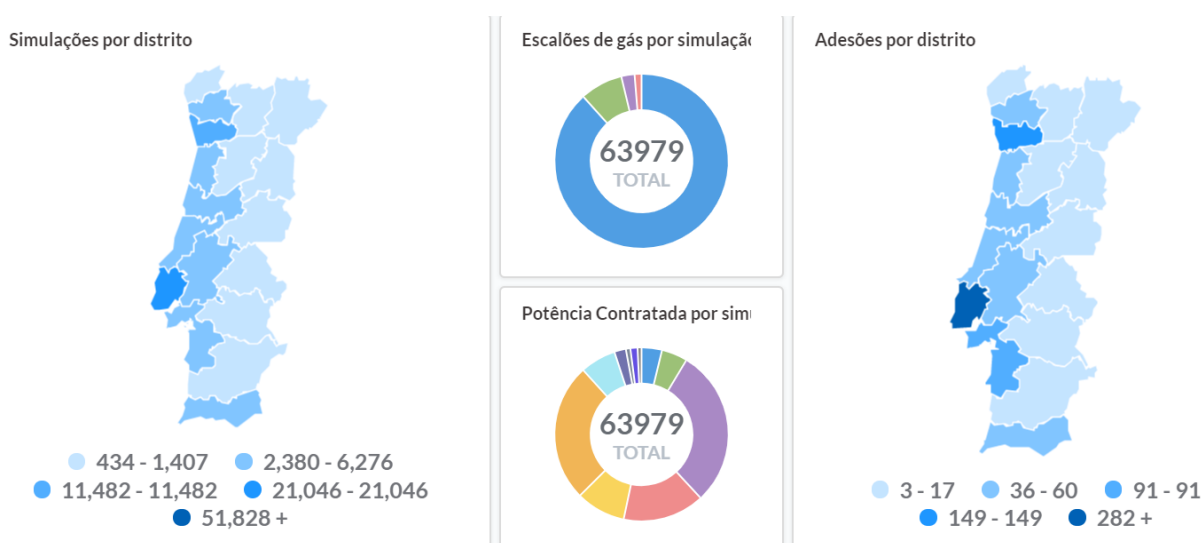 Simulações por distrito
434 - 1,407
2,380 - 6,276
11,482 - 11,482
21,046 - 21,046
51,828 +
Escalões de gás por simulaçã
63979
TOTAL
Potência Contratada por sim
63979
TOTAL
Adesões por distrito
3 - 17
36 - 60
91 - 91
149 - 149
282 +